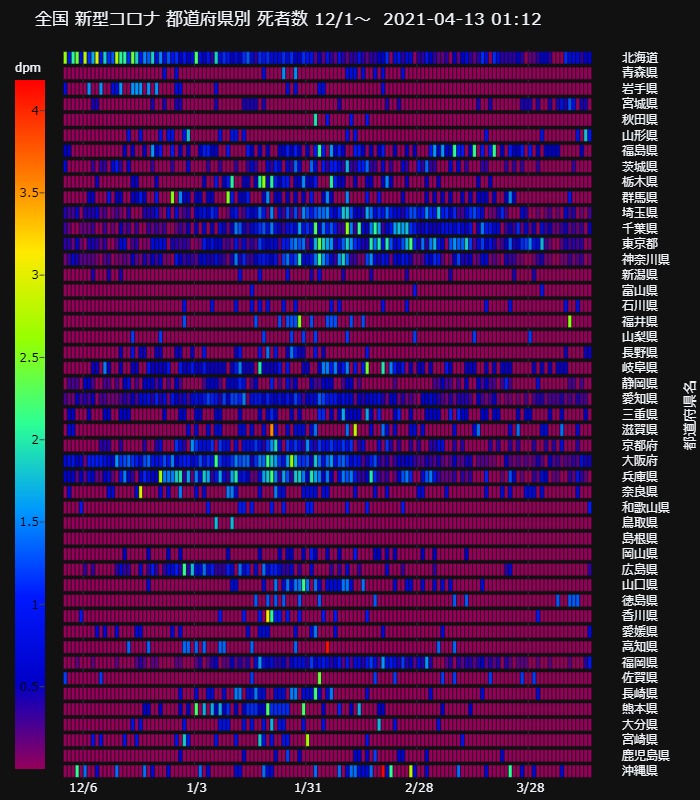 全国 新型コロナ 都道府県別 死者数 12/1～ 2021-04-13 01:12
dpm
4
3.5
3
2.5
2
1.5
1
0.5
北海道
青森県
岩手県
宮城県
秋田県
山形県
福島県
茨城県
栃木県
群馬県
埼玉県
千葉県
東京都
神奈川県
新潟県
富山県
石川県
福井県
山梨県
長野県
岐阜県
静岡県
愛知県
三重県
滋賀県
京都府
大阪府
兵庫県
奈良県
和歌山県
鳥取県
島根県
岡山県
広島県
山口県
徳島県
香川県
愛媛県
高知県
福岡県
佐賀県
長崎県
熊本県
大分県
宮崎県
鹿児島県
沖縄県
都道府県名
12/6 1/3 1/31 2/28 3/28